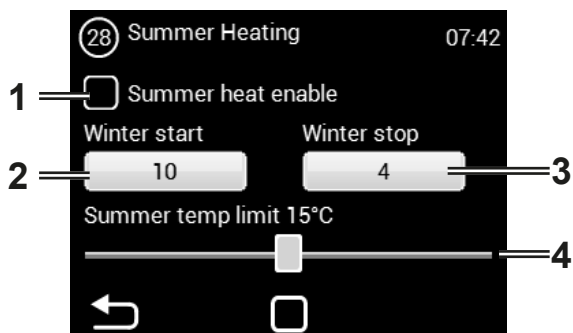 28 Summer Heating 07:42
1 Summer heat enable
Winter start Winter stop
2 10 4 3
Summer temp limit 15°C
4